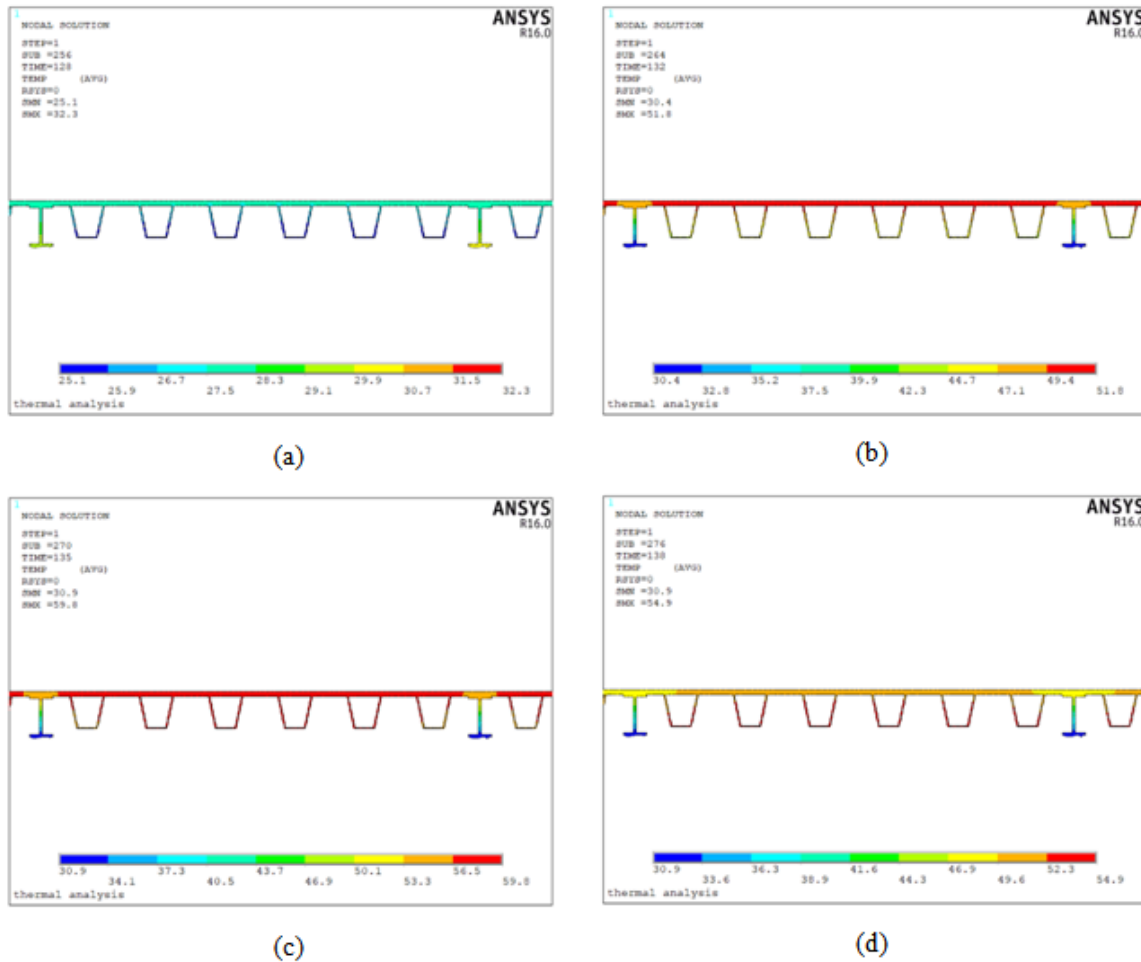 1
NODAL SOLUTION
ANSYS
R16.0
STEP=1
SUB =256
TIME=128
TEMP (AVG)
RSYS=0
SMN =25.1
SMX =32.3
25.1 26.7 28.3 29.9 31.5
25.9 27.5 29.1 30.7 32.3
thermal analysis
(a)
1
NODAL SOLUTION
ANSYS
R16.0
STEP=1
SUB =264
TIME=132
TEMP (AVG)
RSYS=0
SMN =30.4
SMX =51.8
30.4 35.2 39.9 44.7 49.4
32.8 37.5 42.3 47.1 51.8
thermal analysis
(b)
1
NODAL SOLUTION
ANSYS
R16.0
STEP=1
SUB =270
TIME=135
TEMP (AVG)
RSYS=0
SMN =30.9
SMX =59.8
30.9 37.3 43.7 50.1 56.5
34.1 40.5 46.9 53.3 59.8
thermal analysis
(c)
1
NODAL SOLUTION
ANSYS
R16.0
STEP=1
SUB =276
TIME=138
TEMP (AVG)
RSYS=0
SMN =30.9
SMX =54.9
30.9 36.3 41.6 46.9 52.3
33.6 38.9 44.3 49.6 54.9
thermal analysis
(d)